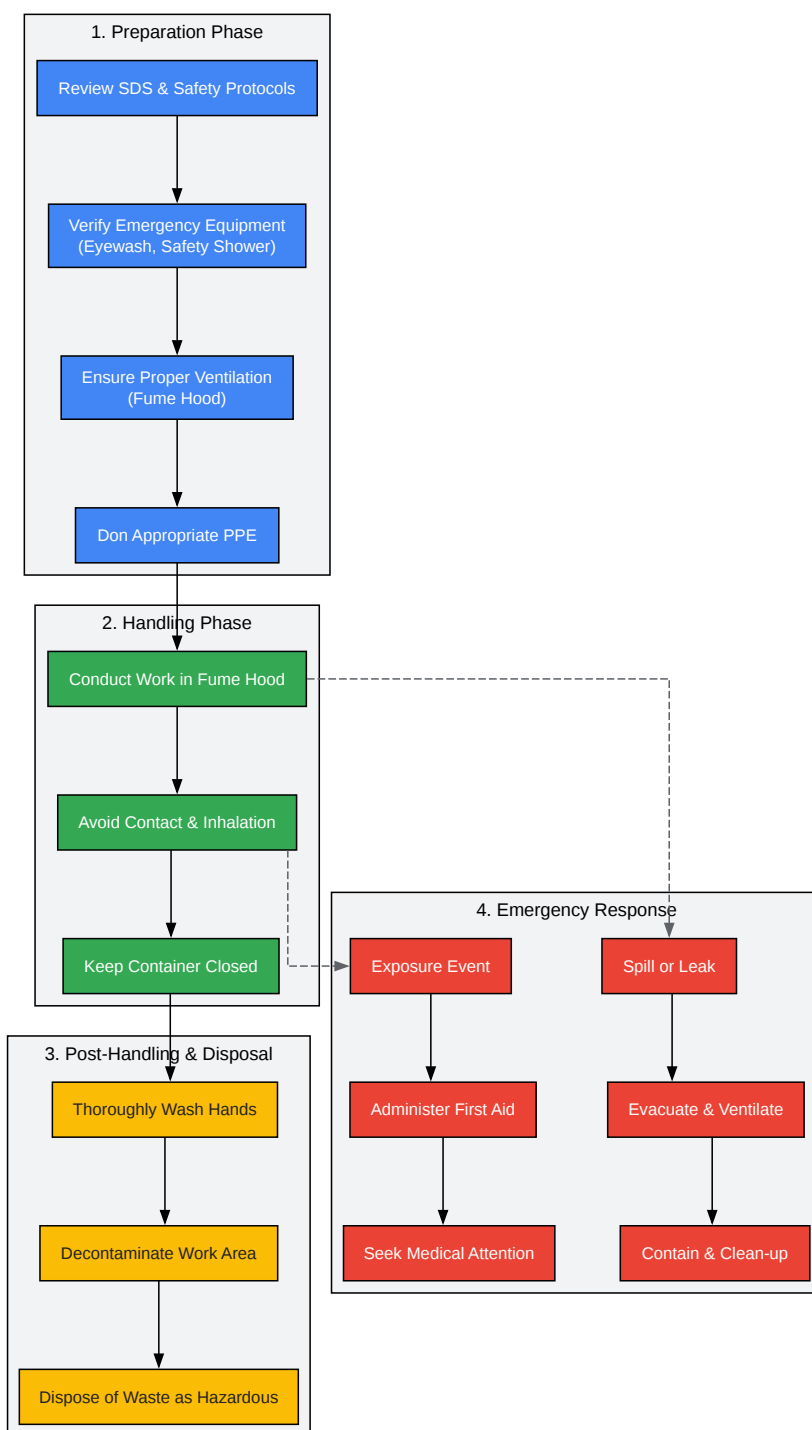 1. Preparation Phase
Review SDS & Safety Protocols
Verify Emergency Equipment
(Eyewash, Safety Shower)
Ensure Proper Ventilation
(Fume Hood)
Don Appropriate PPE
2. Handling Phase
Conduct Work in Fume Hood
Avoid Contact & Inhalation
Keep Container Closed
3. Post-Handling & Disposal
Thoroughly Wash Hands
Decontaminate Work Area
Dispose of Waste as Hazardous
4. Emergency Response
Exposure Event
Administer First Aid
Seek Medical Attention
Spill or Leak
Evacuate & Ventilate
Contain & Clean-up